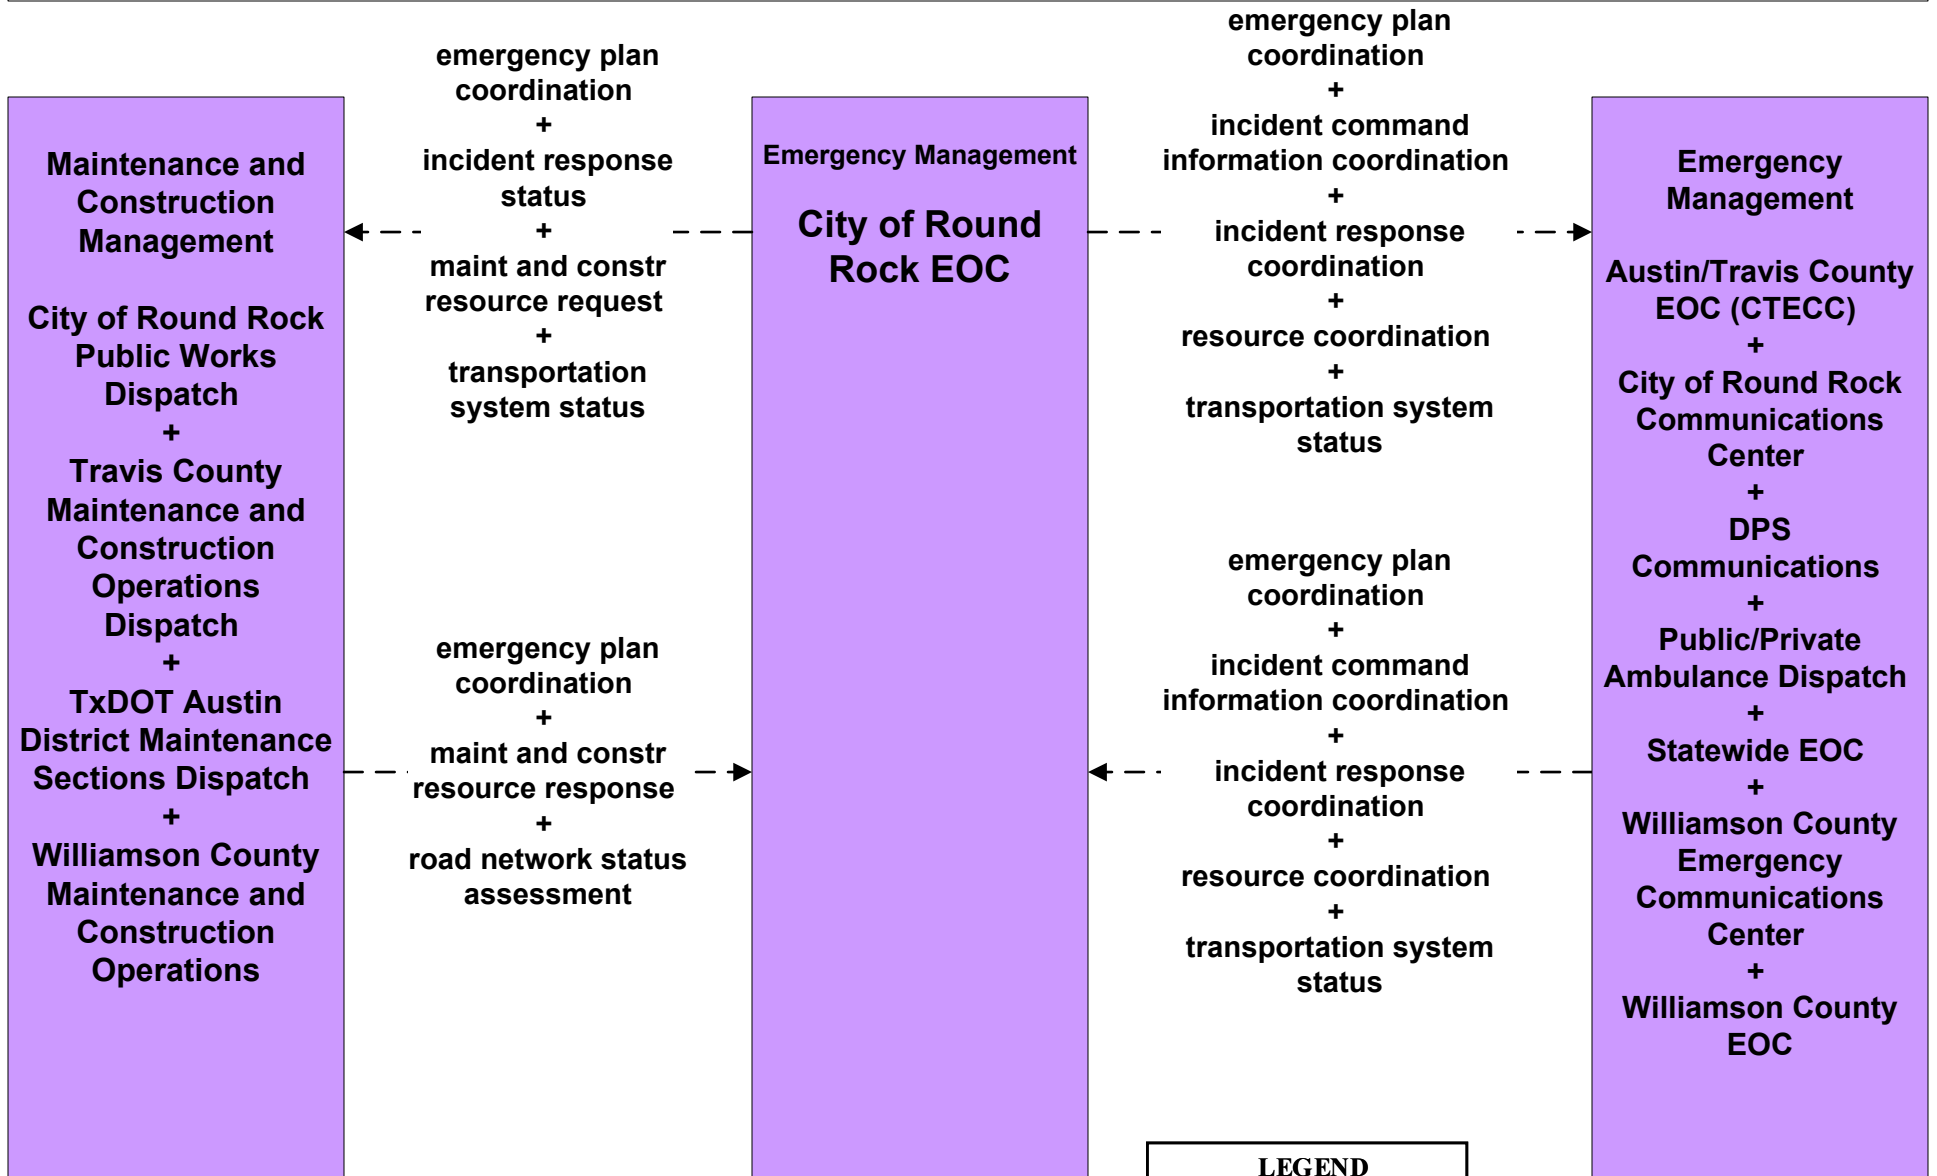 Maintenance and
Construction
Management
City of Round Rock
Public Works
Dispatch
+
Travis County
Maintenance and
Construction
Operations
Dispatch
+
TxDOT Austin
District Maintenance
Sections Dispatch
+
Williamson County
Maintenance and
Construction
Operations
emergency plan
coordination
+
incident response
status
+
maint and constr
resource request
+
transportation
system status
emergency plan
coordination
+
maint and constr
resource response
+
road network status
assessment
Emergency Management
City of Round
Rock EOC
emergency plan
coordination
+
incident command
information coordination
+
incident response
coordination
+
resource coordination
+
transportation system
status
emergency plan
coordination
+
incident command
information coordination
+
incident response
coordination
+
resource coordination
+
transportation system
status
Emergency
Management
Austin/Travis County
EOC (CTECC)
+
City of Round Rock
Communications
Center
+
DPS
Communications
+
Public/Private
Ambulance Dispatch
+
Statewide EOC
+
Williamson County
Emergency
Communications
Center
+
Williamson County
EOC
LEGEND